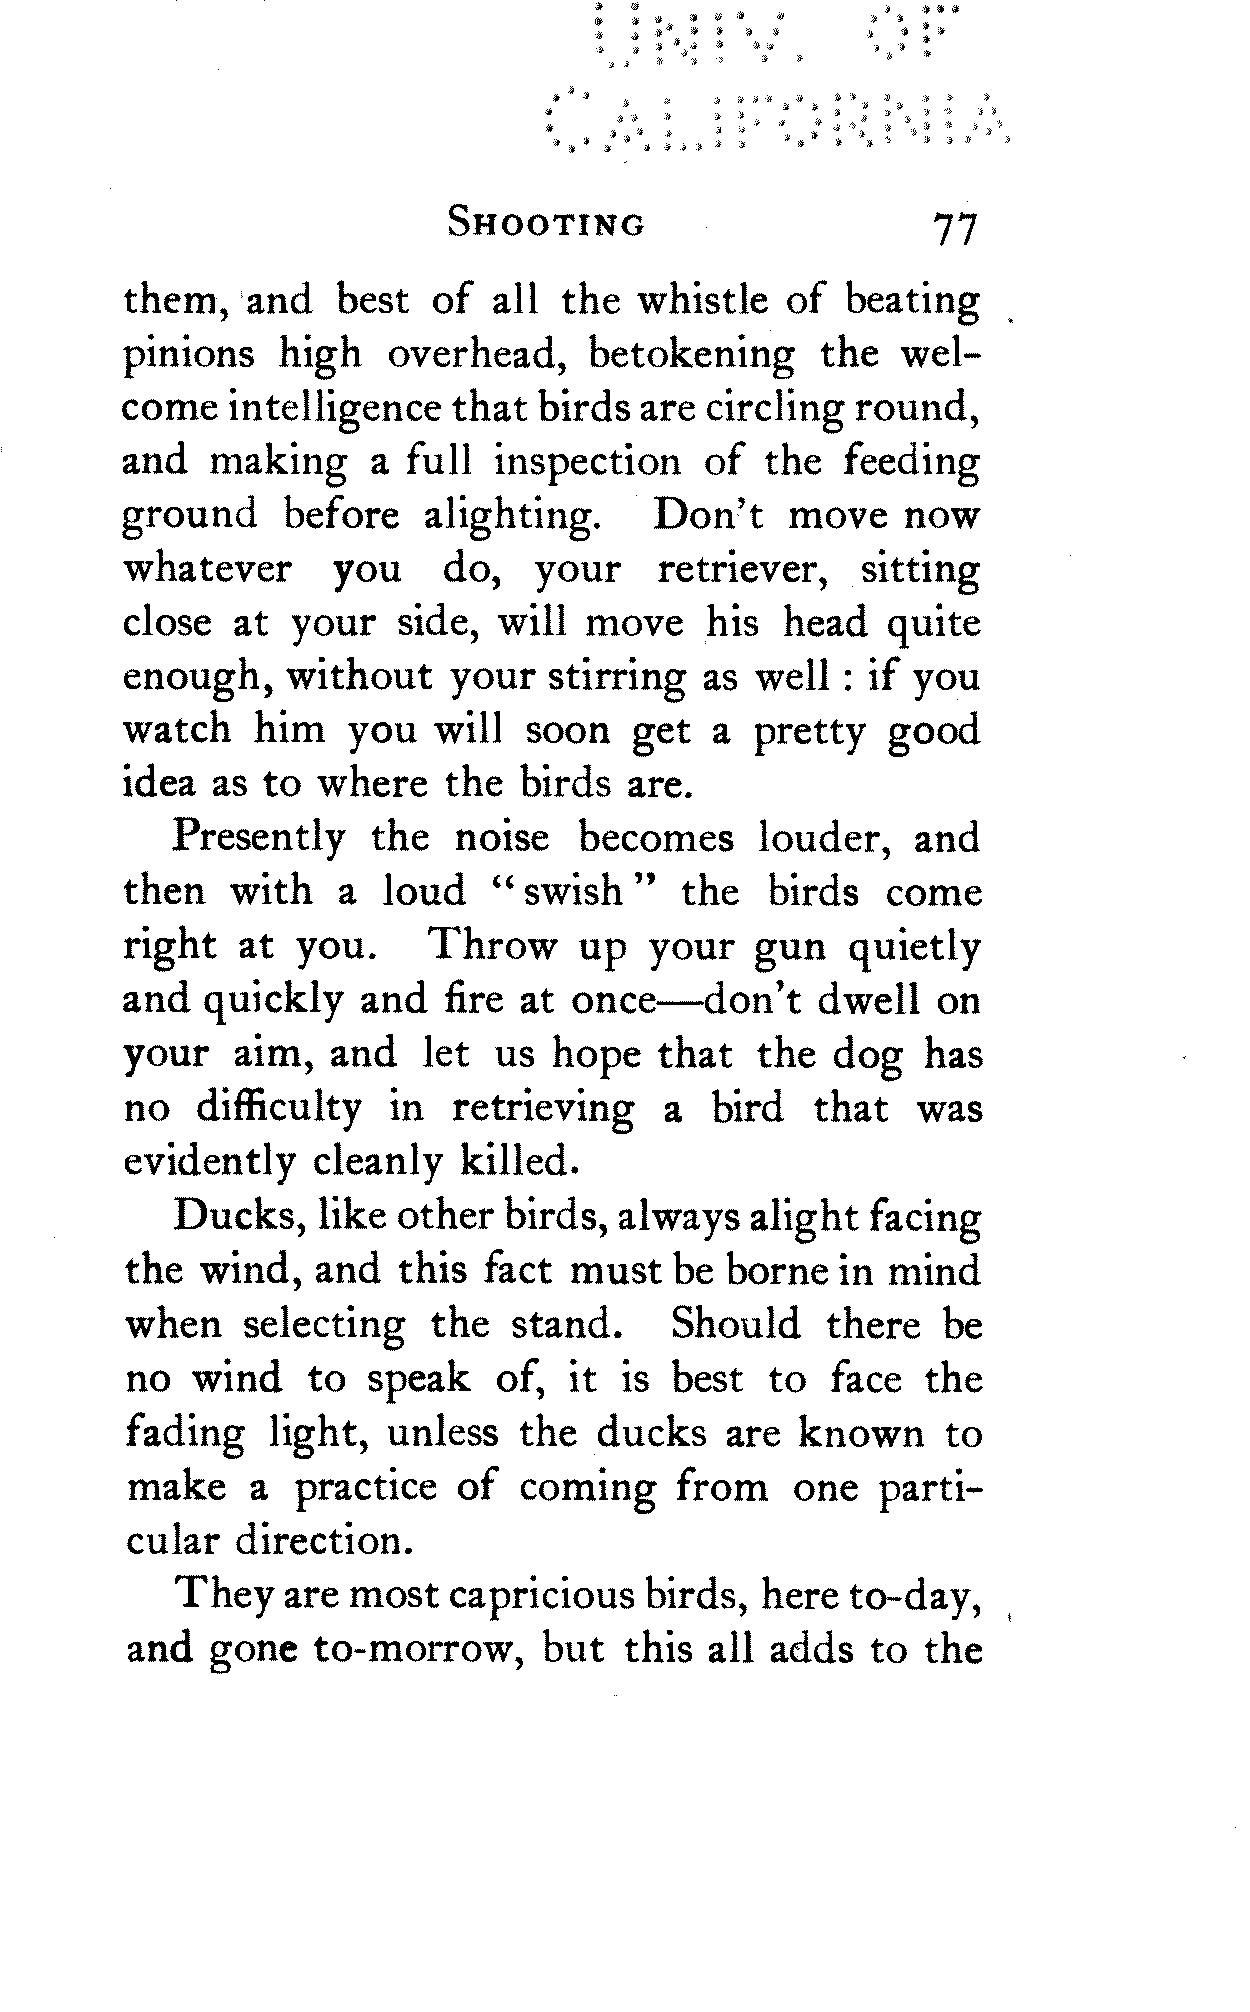 UNIV. OF
CALIFORNIA
SHOOTING 77
them, and best of all the whistle of beating
pinions high overhead, betokening the wel-
come intelligence that birds are circling round,
and making a full inspection of the feeding
ground before alighting. Don't move now
whatever you do, your retriever, sitting
close at your side, will move his head quite
enough, without your stirring as well : if you
watch him you will soon get a pretty good
idea as to where the birds are.
Presently the noise becomes louder, and
then with a loud "swish" the birds come
right at you. Throw up your gun quietly
and quickly and fire at once—don't dwell on
your aim, and let us hope that the dog has
no difficulty in retrieving a bird that was
evidently cleanly killed.
Ducks, like other birds, always alight facing
the wind, and this fact must be borne in mind
when selecting the stand. Should there be
no wind to speak of, it is best to face the
fading light, unless the ducks are known to
make a practice of coming from one parti-
cular direction.
They are most capricious birds, here to-day,
and gone to-morrow, but this all adds to the